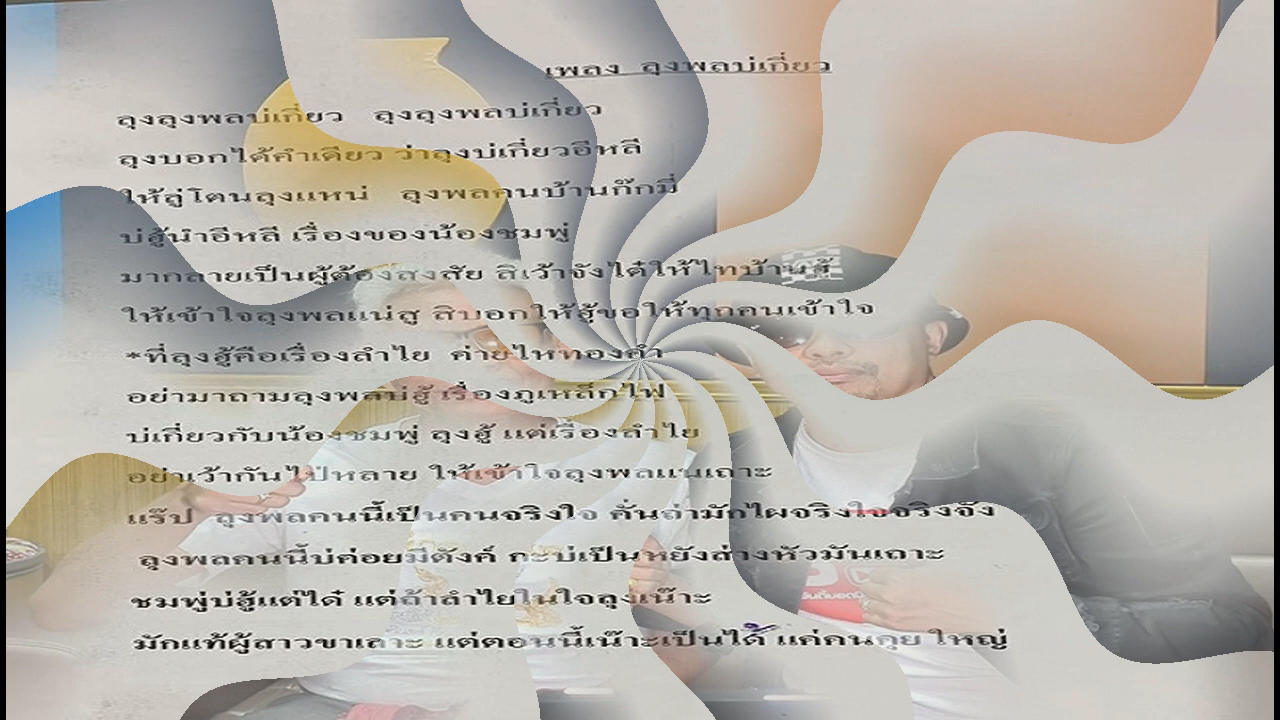 เพลง ลุงพลบ่เกี่ยว
ลุงลุงพลบ่เกี่ยว ลุงลุงพลบ่เกี่ยว
ลุงบอกได้คำเดียว ว่าลุงบ่เกี่ยวอีหลี
ให้สู่โตนลุงแหน่ ลุงพลคนบ้านกักมี่
บ่ฮู้นำอีหลี เรื่องของน้องชมพู่
มากลายเป็นผู้ต้องสงสัย สิเว้าจังใด๋ให้ไทบ้านฮู้
ให้เข้าใจลุงพลแน่สู สิบอกให้ฮู้ขอให้ทุกคนเข้าใจ
*ที่ลุงฮู้คือเรื่องลำไย ค่ายไหทองคำ
อย่ามาถามลุงพลบ่ฮู้ เรื่องภูเหล็กไฟ
บ่เกี่ยวกับน้องชมพู่ ลุงฮู้ แต่เรื่องลำไย
อย่าเว้ากันไปหลาย ให้เข้าใจลุงพลแนเถาะ
แร๊ป ลุงพลคนนี้เป็นคนจริงใจ คั่นว่ามักไผจริงใจจริงจัง
ลุงพลคนนี้บ่ค่อยมีตังค์ กะบ่เป็นหยังล่างหัวมันเถาะ
ชมพู่บ่ฮู้แต่ได๋ แต่ถ้าลำไยในใจลุงเน๊าะ
มักแท้ผู้สาวขาเลาะ แต่ตอนนี้เน๊าะเป็นได้ แค่คนคุย ใหญ่